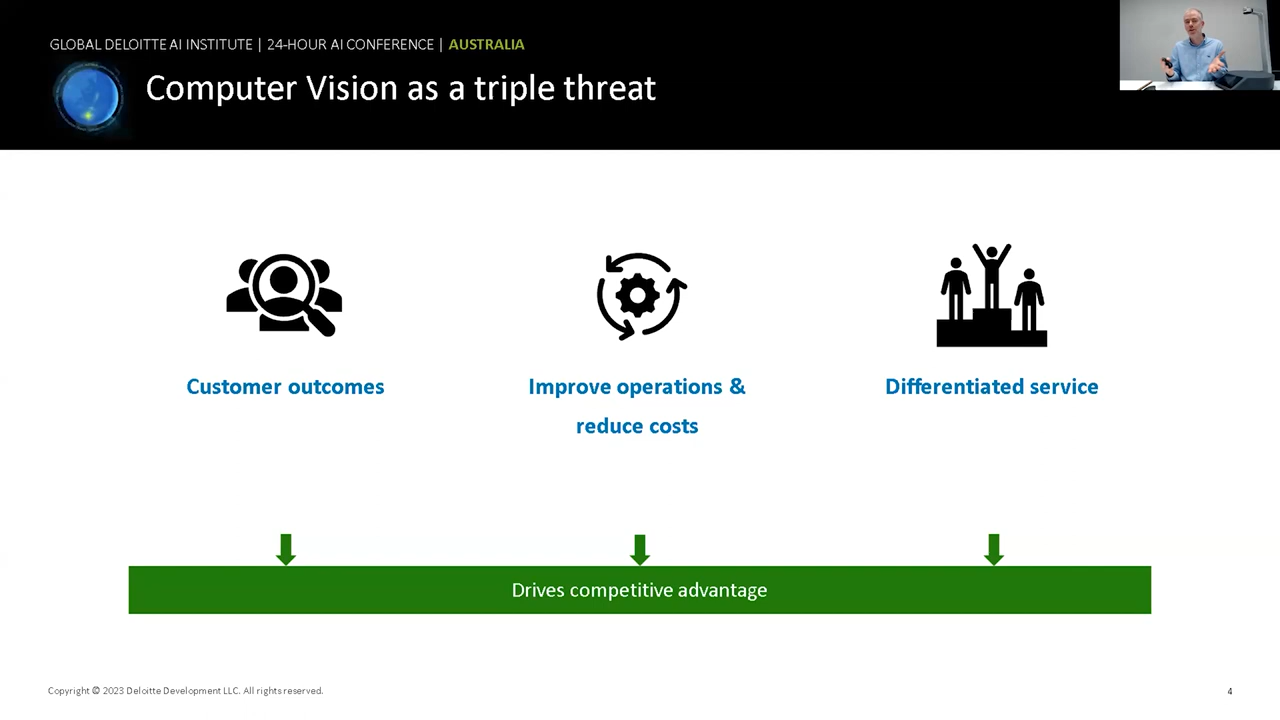 GLOBAL DELOITTE AI INSTITUTE | 24-HOUR AI CONFERENCE | AUSTRALIA
Computer Vision as a triple threat
Customer outcomes
Improve operations &
reduce costs
Differentiated service
Drives competitive advantage
Copyright © 2023 Deloitte Development LLC. All rights reserved.
4